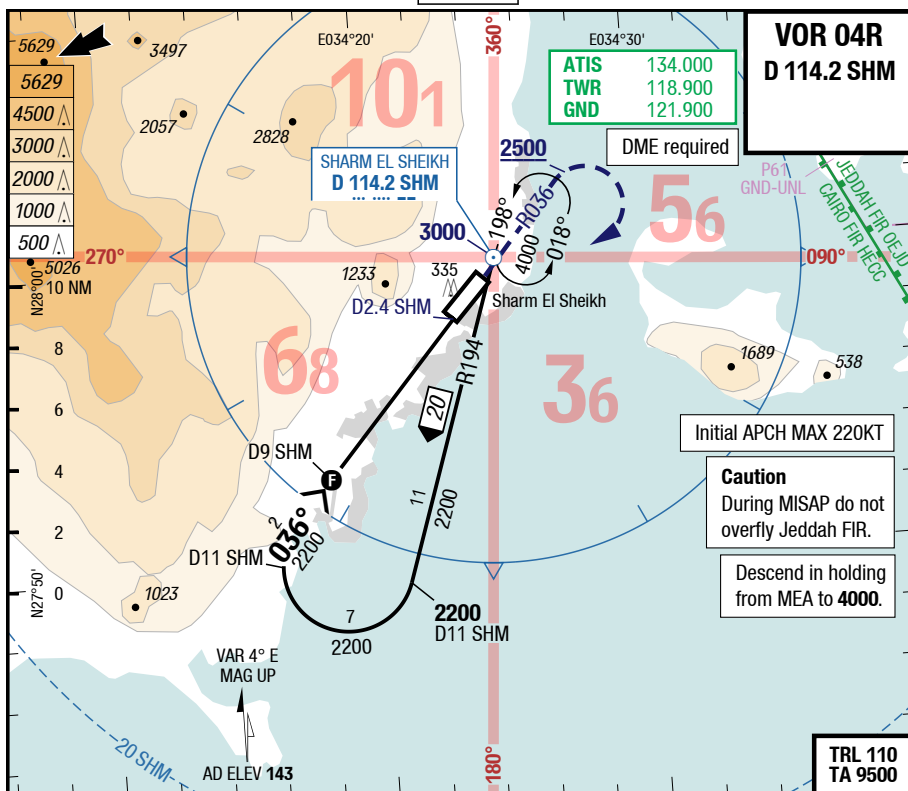 5629
3497
E034°20'
360°
E034°30'
VOR 04R
D 114.2 SHM
5629
4500
3000
2000
1000
500
101
ATIS 134.000
TWR 118.900
GND 121.900
2057
2828
DME required
2500
SHARM EL SHEIKH
D 114.2 SHM
P61
GND-UNL
JEDDAH FIR OEJD
CAIRO FIR HECC
56
198°
R036
3000
4000
018°
270°
090°
5026
10 NM
N28°00'
1233
335
D2.4 SHM
Sharm El Sheikh
8
68
R194
36
1689
538
6
20
Initial APCH MAX 220KT
D9 SHM
F
4
Caution
During MISAP do not
overfly Jeddah FIR.
11
2200
2
2
036°
2200
D11 SHM
Descend in holding
from MEA to 4000.
0
N27°50'
1023
7
2200
2200
D11 SHM
VAR 4° E
MAG UP
20 SHM
AD ELEV 143
180°
TRL 110
TA 9500